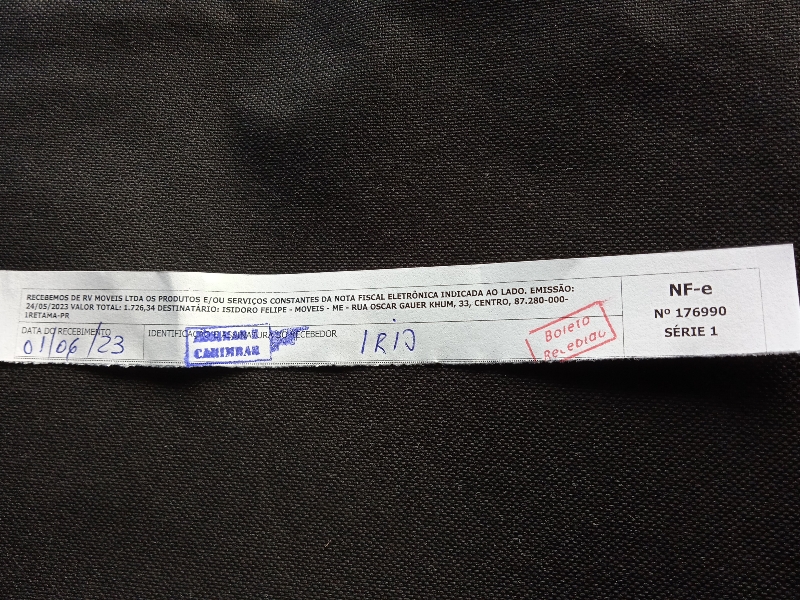 RECEBEMOS DE RV MOVEIS LTDA OS PRODUTOS E/OU SERVIÇOS CONSTANTES DA NOTA FISCAL ELETRÔNICA INDICADA AO LADO. EMISSÃO:
24/05/2023 VALOR TOTAL: 1.726,34 DESTINATÁRIO: ISIDORO FELIPE - MOVEIS - ME - RUA OSCAR GAUER KHUM, 33, CENTRO, 87.280-000-
IRETAMA-PR
DATA DO RECEBIMENTO
01/06/23
IDENTIFICAÇÃO E ASSINATURA DO RECEBEDOR
CARIMBAR
Boleto
Recebido
NF-e
Nº 176990
SÉRIE 1